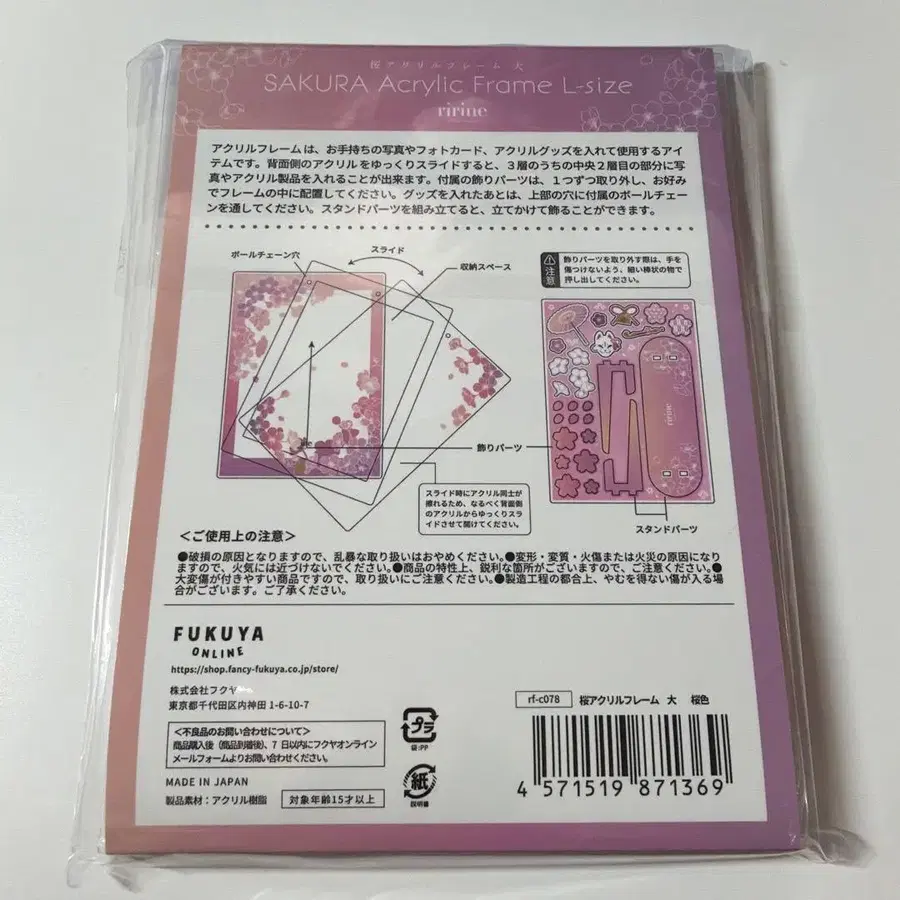 桜アクリルフレーム 大
SAKURA Acrylic Frame L-size
ririne
アクリルフレームは、お手持ちの写真やフォトカード、アクリルグッズを入れて使用するアイ
テムです。背面側のアクリルをゆっくりスライドすると、3層のうちの中央2層目の部分に写
真やアクリル製品を入れることが出来ます。付属の飾りパーツは、1つずつ取り外し、お好み
でフレームの中に配置してください。グッズを入れたあとは、上部の穴に付属のボールチェー
ンを通してください。スタンドパーツを組み立てると、立てかけて飾ることができます。
ボールチェーン穴
スライド
収納スペース
注意
飾りパーツを取り外す際は、手を
傷つけないよう、細い棒状の物で
押し出してください。
ririne
飾りパーツ
スライド時にアクリル同士が
擦れるため、なるべく背面側
のアクリルからゆっくりスラ
イドさせて開けてください。
スタンドパーツ
<ご使用上の注意>
●破損の原因となりますので、乱暴な取り扱いはおやめください。●変形・変質・火傷または火災の原因になり
ますので、火気には近づけないでください。●商品の特性上、鋭利な箇所がございますので、ご注意ください。●
大変傷が付きやすい商品ですので、取り扱いにご注意ください。●製造工程の都合上、やむを得ない傷が入る場
合がございます。ご了承ください。
FUKUYA
ONLINE
https://shop.fancy-fukuya.co.jp/store/
株式会社フクヤ
東京都千代田区内神田 1-6-10-7
<不良品のお問い合わせについて>
商品購入後(商品到着後)、7日以内にフクヤオンライン
メールフォームよりお問い合わせください。
MADE IN JAPAN
製品素材:アクリル樹脂
対象年齢15才以上
プラ
袋:PP
紙
説明書
rf-c078
桜アクリルフレーム 大 桜色
4 571519 871369